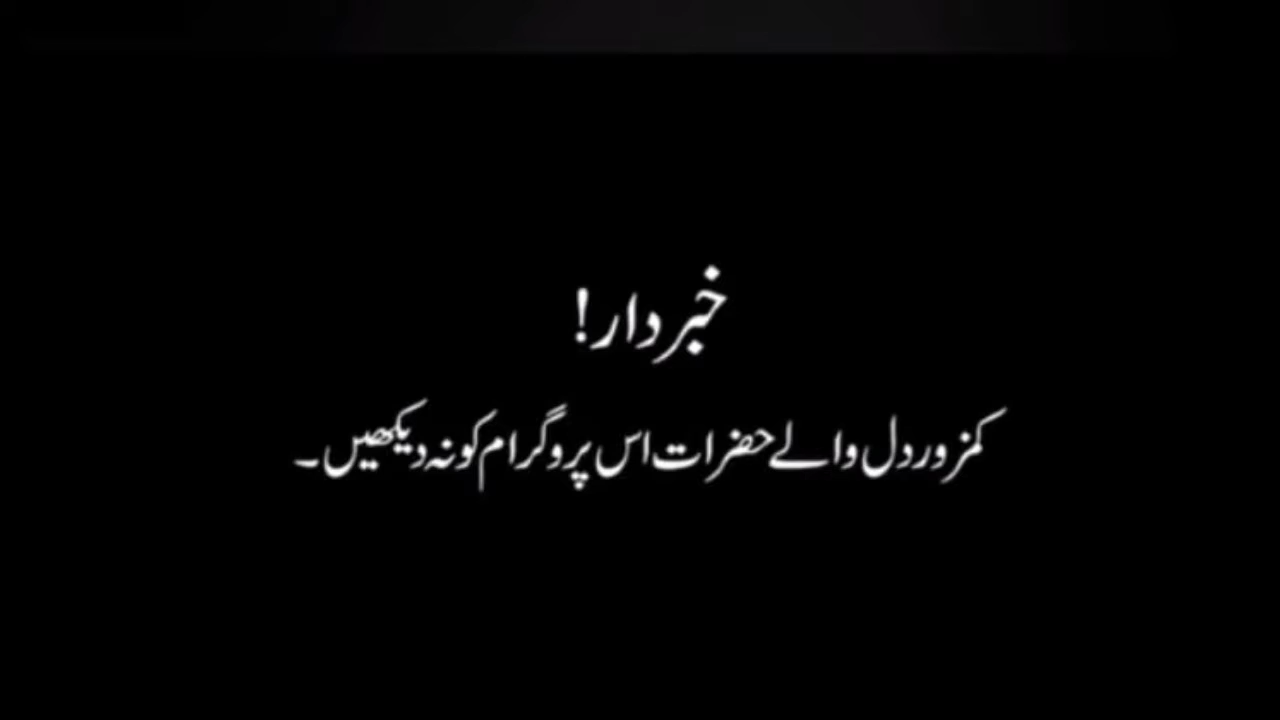 خبردار!
کمزور دل والے حضرات اس پروگرام کو نہ دیکھیں۔